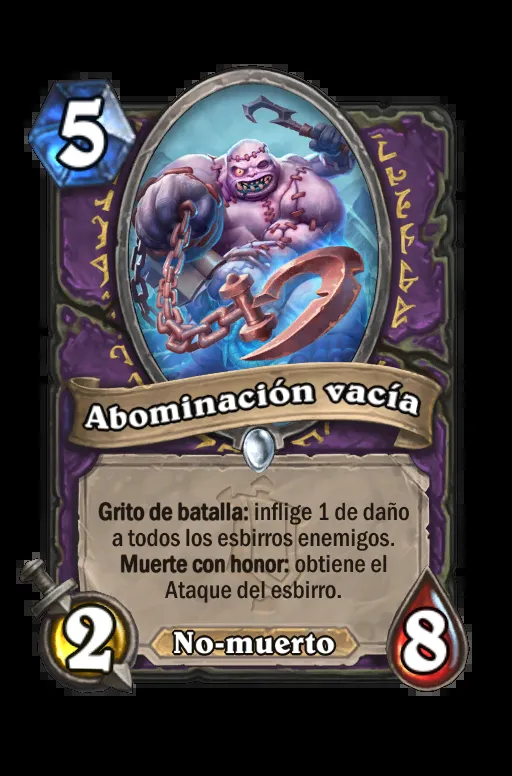 5
Abominación vacía
Grito de batalla: inflige 1 de daño
a todos los esbirros enemigos.
Muerte con honor: obtiene el
Ataque del esbirro.
2
No-muerto
8